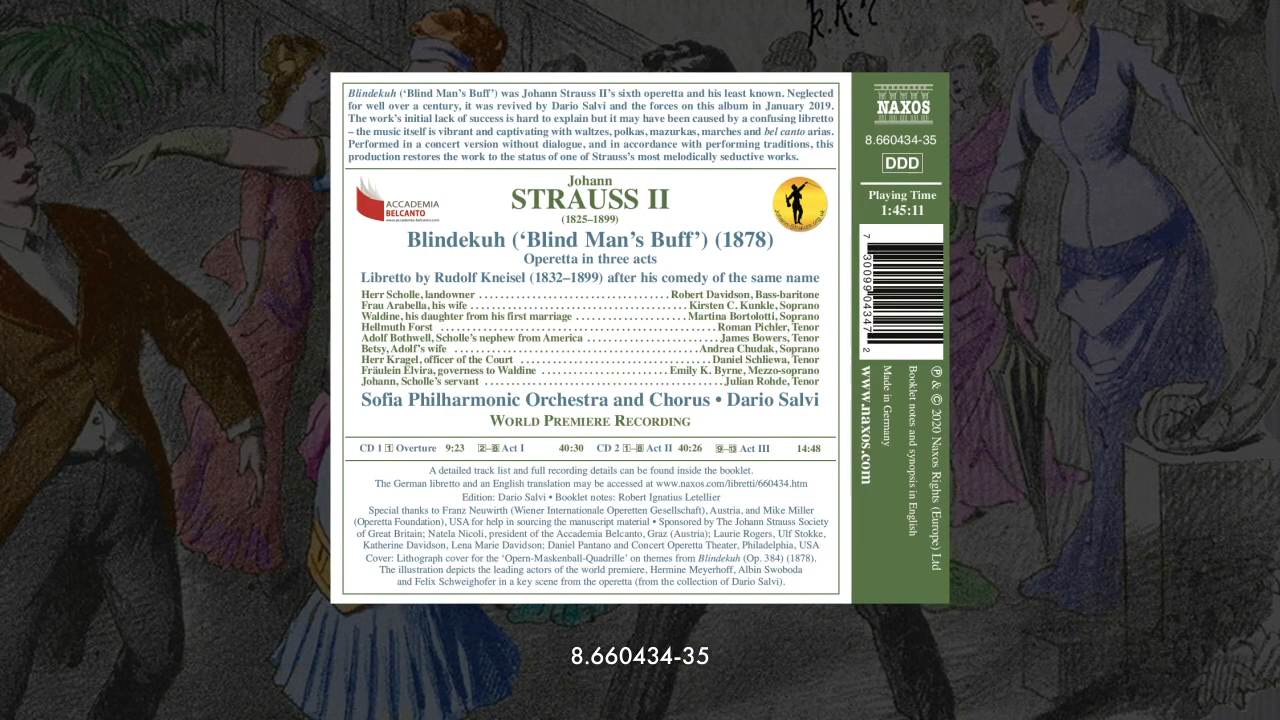 k.k.
Blindekuh (‘Blind Man’s Buff’) was Johann Strauss II’s sixth operetta and his least known. Neglected
for well over a century, it was revived by Dario Salvi and the forces on this album in January 2019.
The work’s initial lack of success is hard to explain but it may have been caused by a confusing libretto
– the music itself is vibrant and captivating with waltzes, polkas, mazurkas, marches and bel canto arias.
Performed in a concert version without dialogue, and in accordance with performing traditions, this
production restores the work to the status of one of Strauss’s most melodically seductive works.
ACCADEMIA
BELCANTO
Johann
STRAUSS II
(1825–1899)
Blindekuh (‘Blind Man’s Buff’) (1878)
Operetta in three acts
Libretto by Rudolf Kneisel (1832–1899) after his comedy of the same name
Herr Scholle, landowner ........ Robert Davidson, Bass-baritone
Frau Arabella, his wife ........ Kirsten C. Kunkle, Soprano
Waldine, his daughter from his first marriage ........ Martina Bortolotti, Soprano
Hellmuth Forst ........ Roman Pichler, Tenor
Adolf Bothwell, Scholle’s nephew from America ........ James Bowers, Tenor
Betsy, Adolf’s wife ........ Andrea Chudak, Soprano
Herr Kragel, officer of the Court ........ Daniel Schliewa, Tenor
Fräulein Elvira, governess to Waldine ........ Emily K. Byrne, Mezzo-soprano
Johann, Scholle’s servant ........ Julian Rohde, Tenor
Sofia Philharmonic Orchestra and Chorus • Dario Salvi
WORLD PREMIERE RECORDING
CD 1 1 Overture 9:23 2–8 Act I 40:30 CD 2 1–8 Act II 40:26 9–13 Act III 14:48
A detailed track list and full recording details can be found inside the booklet.
The German libretto and an English translation may be accessed at www.naxos.com/libretti/660434.htm
Edition: Dario Salvi • Booklet notes: Robert Ignatius Letellier
Special thanks to Franz Neuwirth (Wiener Internationale Operetten Gesellschaft), Austria, and Mike Miller
(Operetta Foundation), USA for help in sourcing the manuscript material • Sponsored by The Johann Strauss Society
of Great Britain; Natela Nicoli, president of the Accademia Belcanto, Graz (Austria); Laurie Rogers, Ulf Stokke,
Katherine Davidson, Lena Marie Davidson; Daniel Pantano and Concert Operetta Theater, Philadelphia, USA
Cover: Lithograph cover for the ‘Opern-Maskenball-Quadrille’ on themes from Blindekuh (Op. 384) (1878).
The illustration depicts the leading actors of the world premiere, Hermine Meyerhoff, Albin Swoboda
and Felix Schweighofer in a key scene from the operetta (from the collection of Dario Salvi).
NAXOS
8.660434-35
DDD
Playing Time
1:45:11
7 30099 04347 2
℗ & © 2020 Naxos Rights (Europe) Ltd
Booklet notes and synopsis in English
Made in Germany
www.naxos.com
8.660434-35